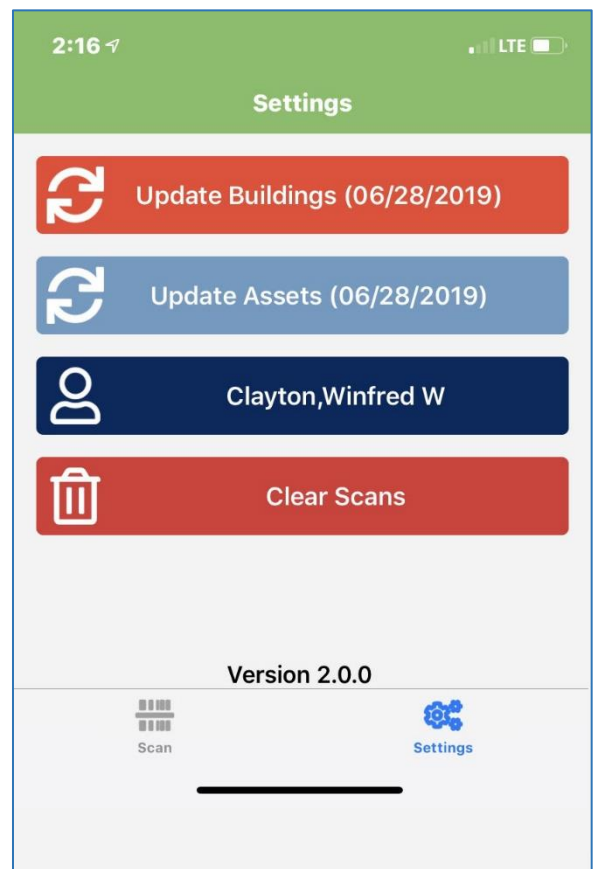 2:16 LTE
Settings
Update Buildings (06/28/2019)
Update Assets (06/28/2019)
Clayton,Winfred W
Clear Scans
Version 2.0.0
Scan Settings